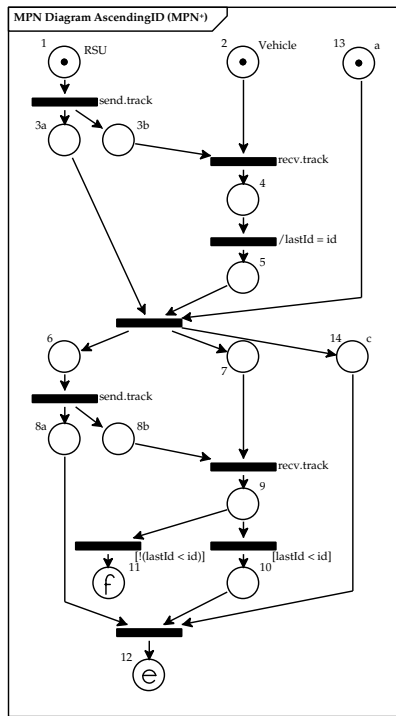 MPN Diagram AscendingID (MPN⁺)
1 RSU
2 Vehicle
13 a
send.track
3a
3b
recv.track
4
/lastId = id
5
6
7
14 c
send.track
8a
8b
recv.track
9
[!(lastId < id)]
[lastId < id]
11
f
10
12
e